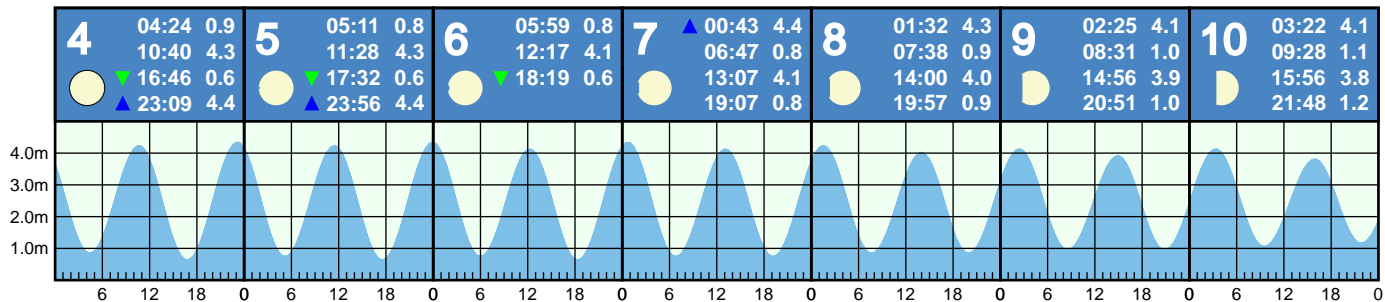 4
04:24 0.9
10:40 4.3
▼ 16:46 0.6
▲ 23:09 4.4
5
05:11 0.8
11:28 4.3
▼ 17:32 0.6
▲ 23:56 4.4
6
05:59 0.8
12:17 4.1
▼ 18:19 0.6
7
▲ 00:43 4.4
06:47 0.8
13:07 4.1
19:07 0.8
8
01:32 4.3
07:38 0.9
14:00 4.0
19:57 0.9
9
02:25 4.1
08:31 1.0
14:56 3.9
20:51 1.0
10
03:22 4.1
09:28 1.1
15:56 3.8
21:48 1.2
4.0m
3.0m
2.0m
1.0m
6 12 18 0 6 12 18 0 6 12 18 0 6 12 18 0 6 12 18 0 6 12 18 0 6 12 18 0